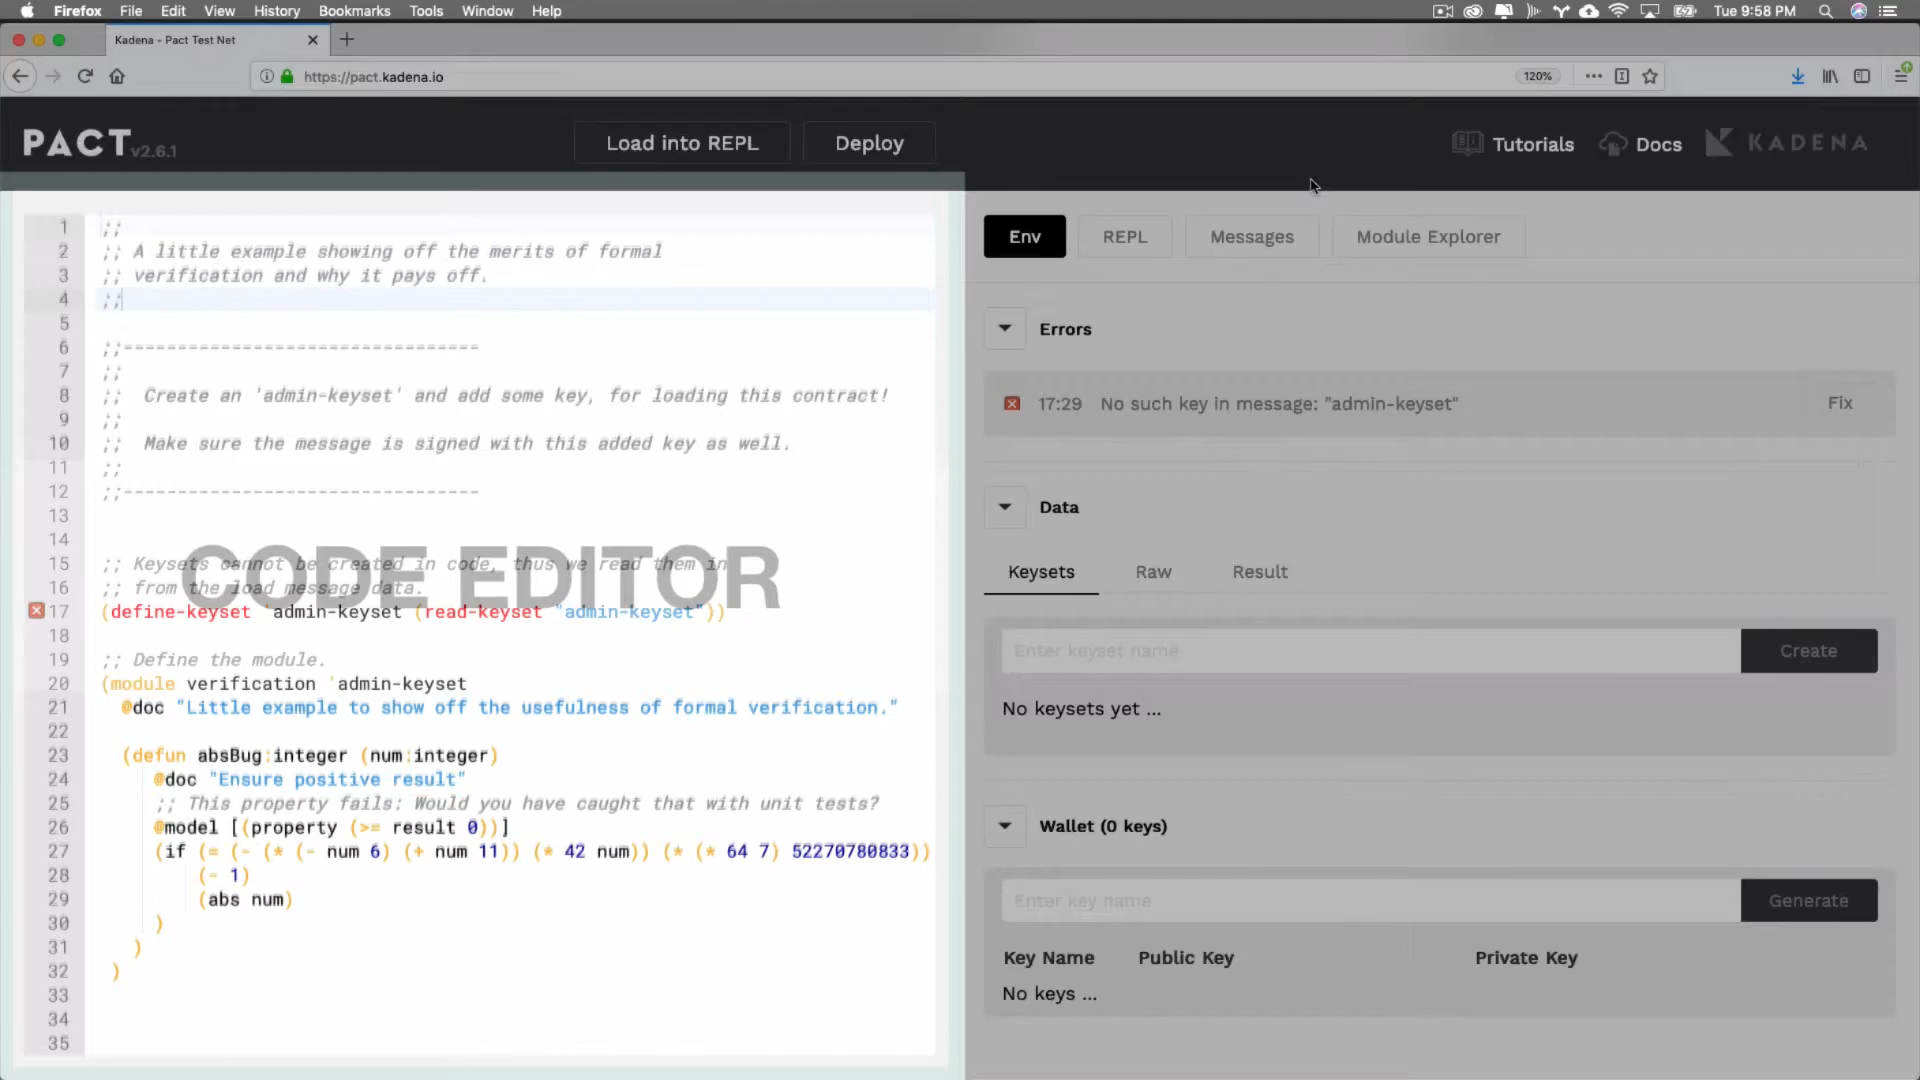 Firefox File Edit View History Bookmarks Tools Window Help Tue 9:58 PM
Kadena - Pact Test Net
https://pact.kadena.io 120%
PACT v2.6.1 Load into REPL Deploy Tutorials Docs KADENA
Env REPL Messages Module Explorer
1 ;;
2 ;; A little example showing off the merits of formal
3 ;; verification and why it pays off.
4 ;;
5
6 ;;---------------------------------
7 ;;
8 ;;  Create an 'admin-keyset' and add some key, for loading this contract!
9 ;;
10 ;;  Make sure the message is signed with this added key as well.
11 ;;
12 ;;---------------------------------
13
14
15 ;; Keysets cannot be created in code, thus we read them in
16 ;; from the load message data.
17 (define-keyset 'admin-keyset (read-keyset "admin-keyset"))
18
19 ;; Define the module.
20 (module verification 'admin-keyset
21 @doc "Little example to show off the usefulness of formal verification."
22
23 (defun absBug:integer (num:integer)
24 @doc "Ensure positive result"
25 ;; This property fails: Would you have caught that with unit tests?
26 @model [(property (>= result 0))]
27 (if (= (- (* (- num 6) (+ num 11)) (* 42 num)) (* (* 64 7) 52270780833))
28 (- 1)
29 (abs num)
30 )
31 )
32 )
33
34
35
CODE EDITOR
Errors
17:29 No such key in message: "admin-keyset" Fix
Data
Keysets Raw Result
Enter keyset name Create
No keysets yet ...
Wallet (0 keys)
Enter key name Generate
Key Name Public Key Private Key
No keys ...